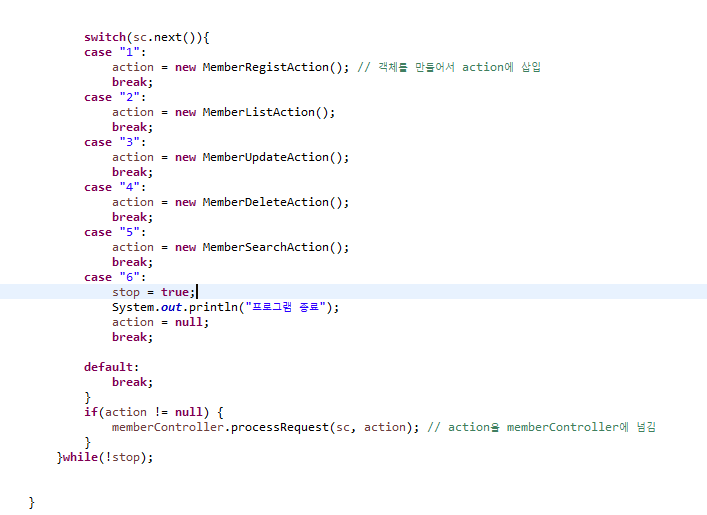 switch(sc.next()){
case "1":
action = new MemberRegistAction(); // 객체를 만들어서 action에 삽입
break;
case "2":
action = new MemberListAction();
break;
case "3":
action = new MemberUpdateAction();
break;
case "4":
action = new MemberDeleteAction();
break;
case "5":
action = new MemberSearchAction();
break;
case "6":
stop = true;
System.out.println("프로그램 종료");
action = null;
break;
default:
break;
}
if(action != null) {
memberController.processRequest(sc, action); // action을 memberController에 넘김
}
}while(!stop);
}